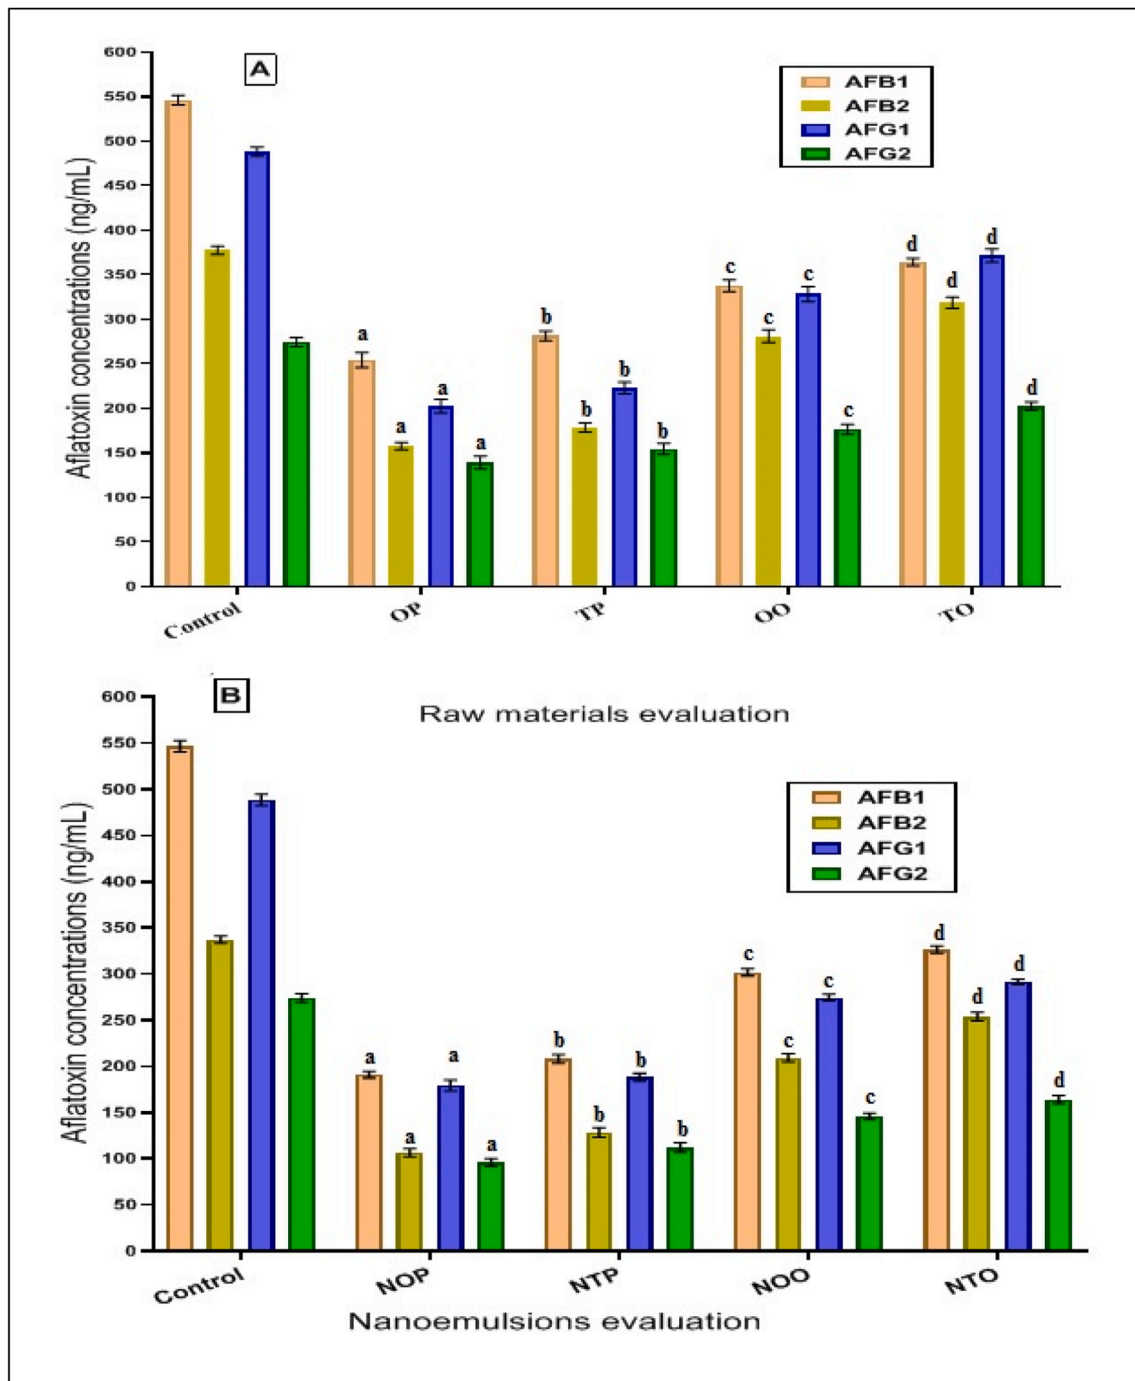 A
AFB1
AFB2
AFG1
AFG2
Aflatoxin concentrations (ng/mL)
600
550
500
450
400
350
300
250
200
150
100
50
0
a
a
a
a
b
b
b
b
c
c
c
c
d
d
d
d
Control
OP
TP
OO
TO
Raw materials evaluation
B
AFB1
AFB2
AFG1
AFG2
Aflatoxin concentrations (ng/mL)
600
550
500
450
400
350
300
250
200
150
100
50
0
a
a
a
a
b
b
b
b
c
c
c
c
d
d
d
d
Control
NOP
NTP
NOO
NTO
Nanoemulsions evaluation